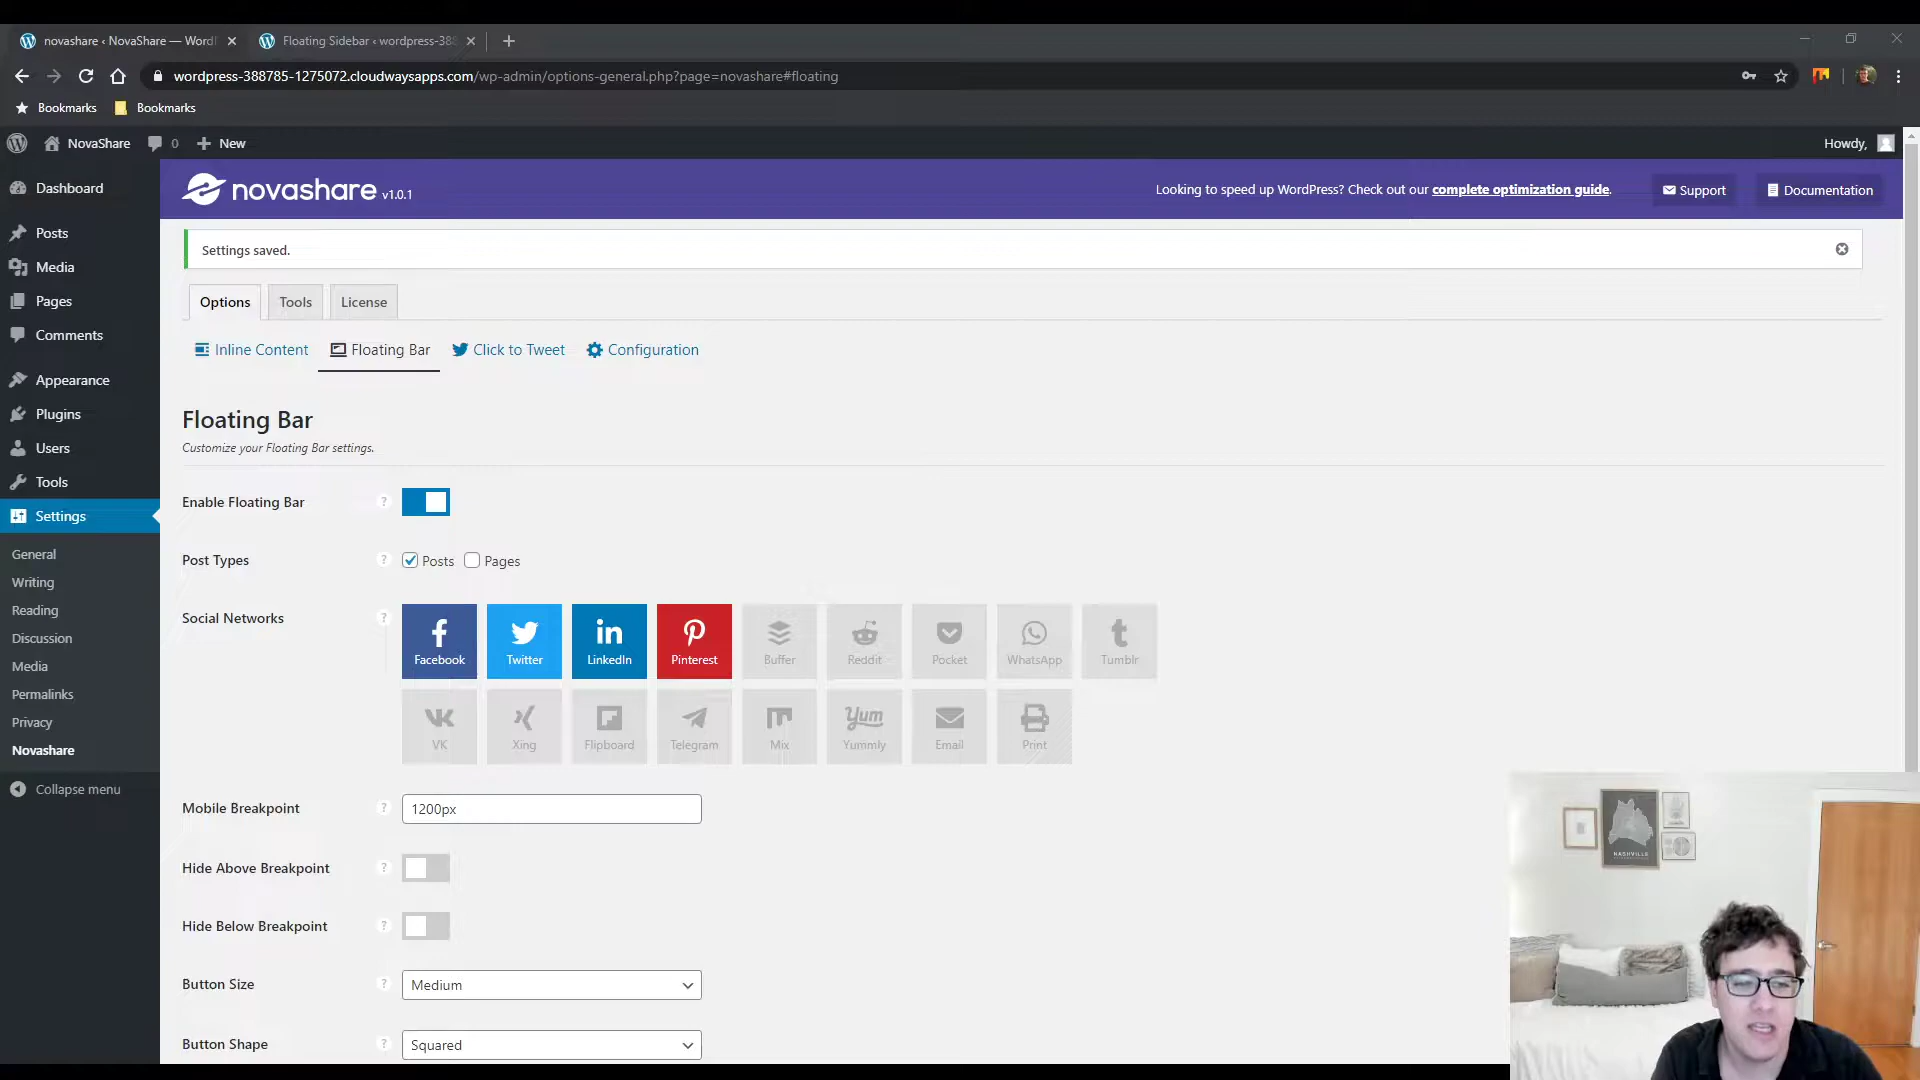 novashare ‹ NovaShare — Word
Floating Sidebar ‹ wordpress-388
wordpress-388785-1275072.cloudwaysapps.com/wp-admin/options-general.php?page=novashare#floating
Bookmarks
Bookmarks
NovaShare
0
New
Howdy,
novashare v1.0.1
Looking to speed up WordPress? Check out our complete optimization guide.
Support
Documentation
Dashboard
Posts
Media
Pages
Comments
Appearance
Plugins
Users
Tools
Settings
General
Writing
Reading
Discussion
Media
Permalinks
Privacy
Novashare
Collapse menu
Settings saved.
Options
Tools
License
Inline Content
Floating Bar
Click to Tweet
Configuration
Floating Bar
Customize your Floating Bar settings.
Enable Floating Bar ?
Post Types ? Posts Pages
Social Networks ?
Facebook
Twitter
LinkedIn
Pinterest
Buffer
Reddit
Pocket
WhatsApp
Tumblr
VK
Xing
Flipboard
Telegram
Mix
Yum
Yummly
Email
Print
Mobile Breakpoint ? 1200px
Hide Above Breakpoint ?
Hide Below Breakpoint ?
Button Size ? Medium
Button Shape ? Squared
NASHVILLE